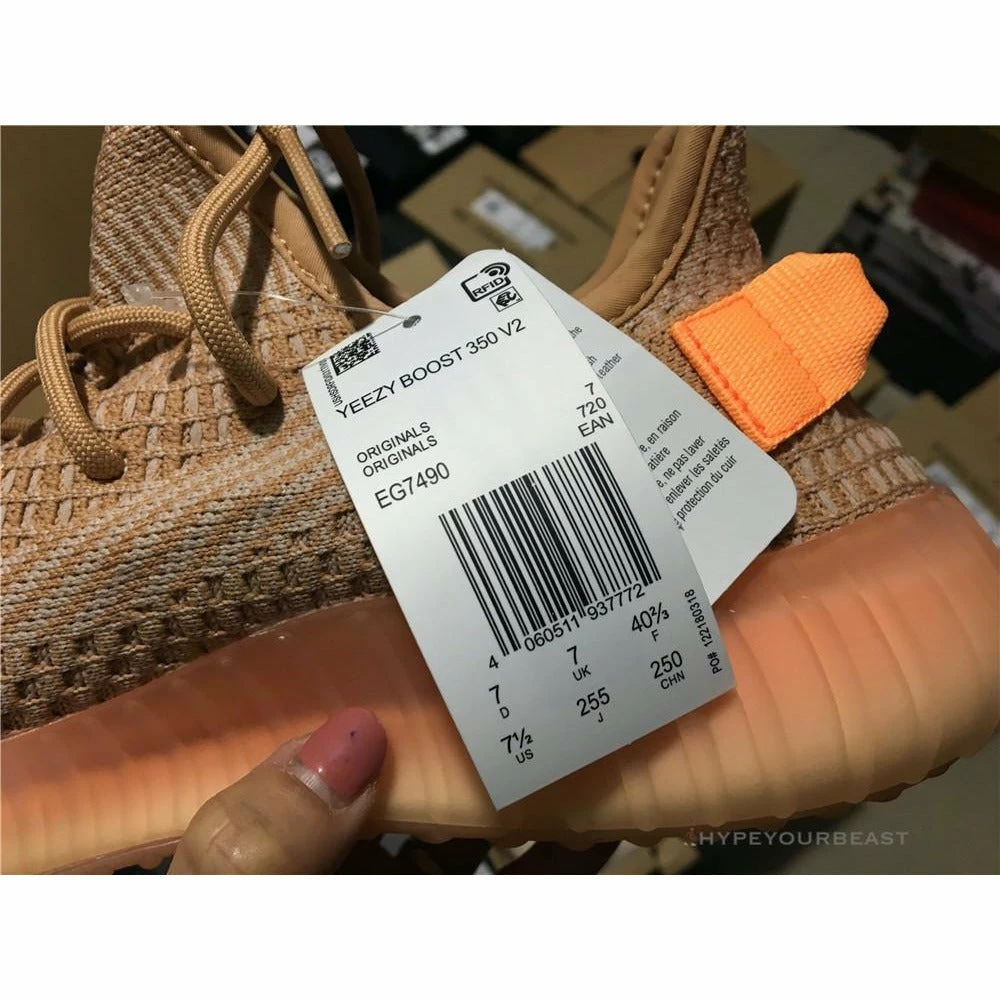 RFID
YEEZY BOOST 350 V2
ORIGINALS
ORIGINALS
EG7490
7
720
EAN
4 060511 937772
7
D
7
UK
40⅔
F
7½
US
255
J
250
CHN
PO# 122180318
he
leather
e, en raison
atière
e, ne pas laver
enlever les saletés
protection du cuir
HYPEYOURBEAST